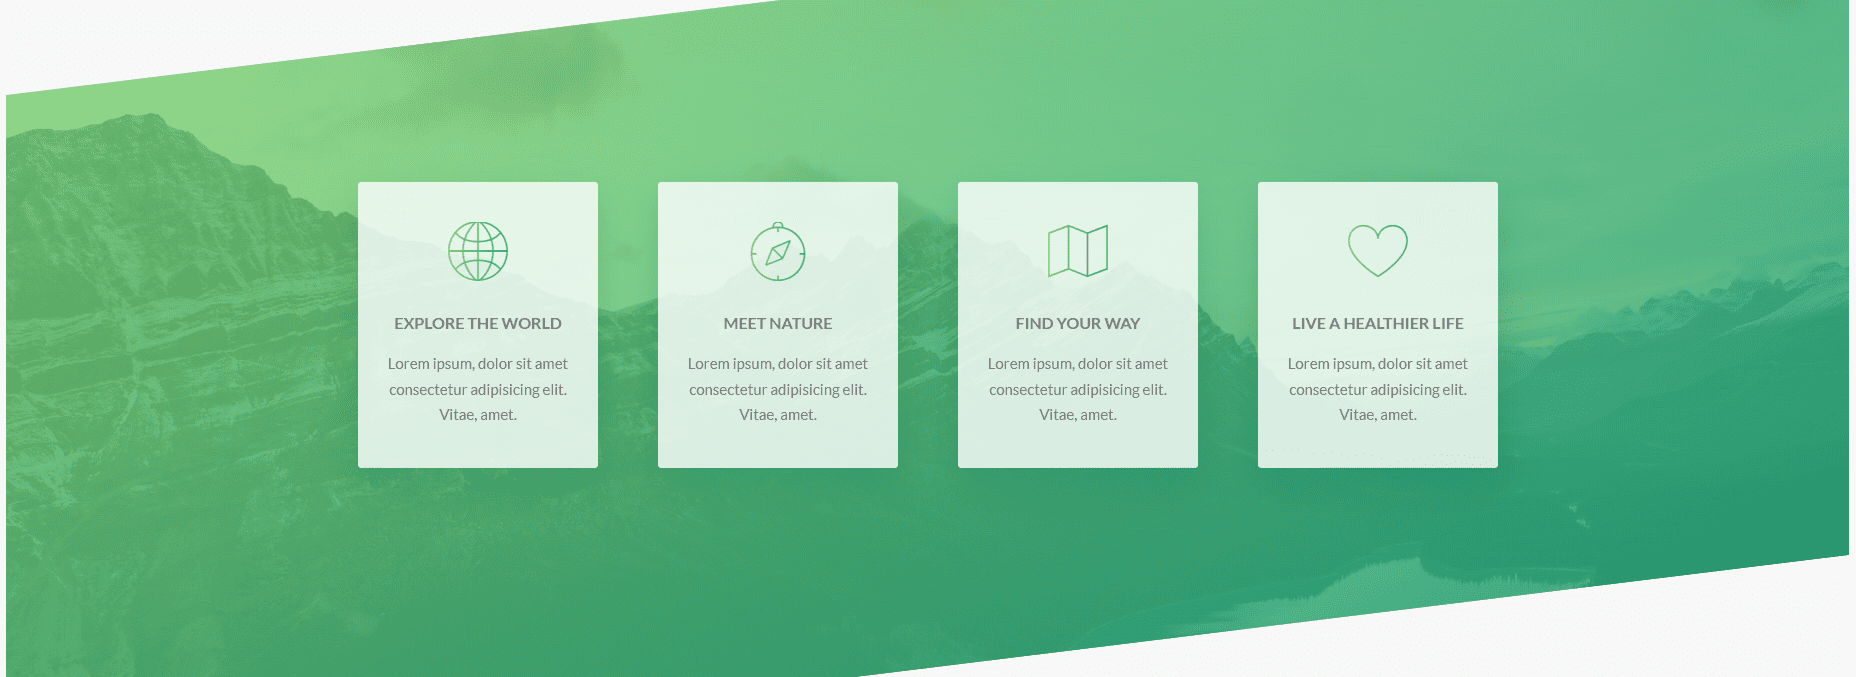 EXPLORE THE WORLD
Lorem ipsum, dolor sit amet
consectetur adipisicing elit.
Vitae, amet.
MEET NATURE
Lorem ipsum, dolor sit amet
consectetur adipisicing elit.
Vitae, amet.
FIND YOUR WAY
Lorem ipsum, dolor sit amet
consectetur adipisicing elit.
Vitae, amet.
LIVE A HEALTHIER LIFE
Lorem ipsum, dolor sit amet
consectetur adipisicing elit.
Vitae, amet.